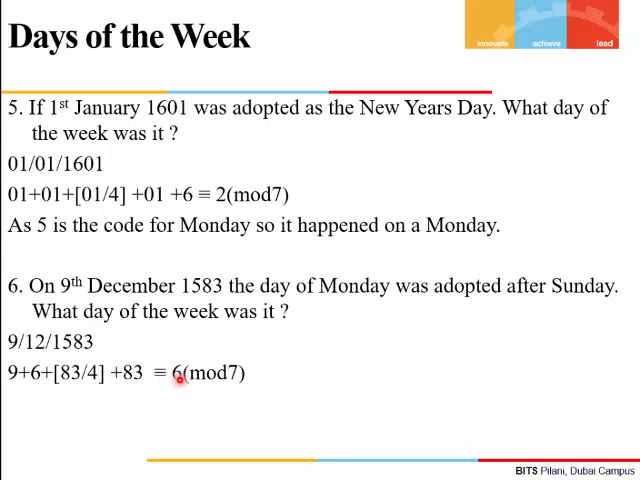 Days of the Week
innovate achieve lead
5. If 1st January 1601 was adopted as the New Years Day. What day of
the week was it ?
01/01/1601
01+01+[01/4] +01 +6 ≡ 2(mod7)
As 5 is the code for Monday so it happened on a Monday.
6. On 9th December 1583 the day of Monday was adopted after Sunday.
What day of the week was it ?
9/12/1583
9+6+[83/4] +83 ≡ 6(mod7)
BITS Pilani, Dubai Campus